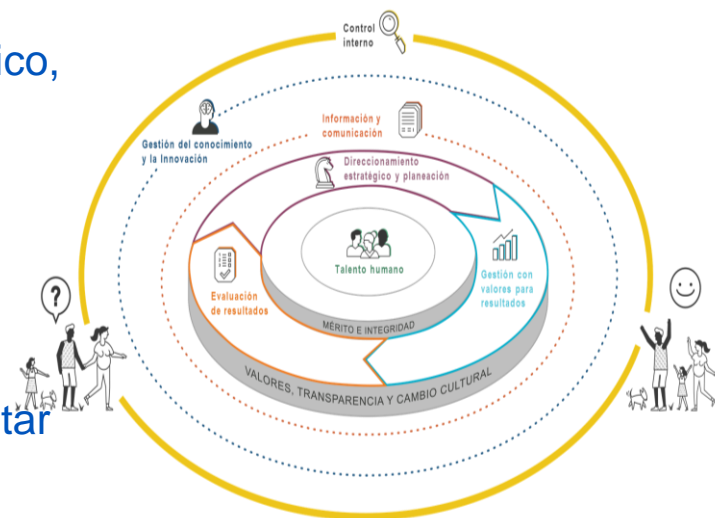 Control
interno
ico,
Información y
comunicación
Gestión del conocimiento
y la Innovación
Direccionamiento
estratégico y planeación
Talento humano
Gestión con
valores para
resultados
Evaluación
de resultados
?
MÉRITO E INTEGRIDAD
VALORES, TRANSPARENCIA Y CAMBIO CULTURAL
tar